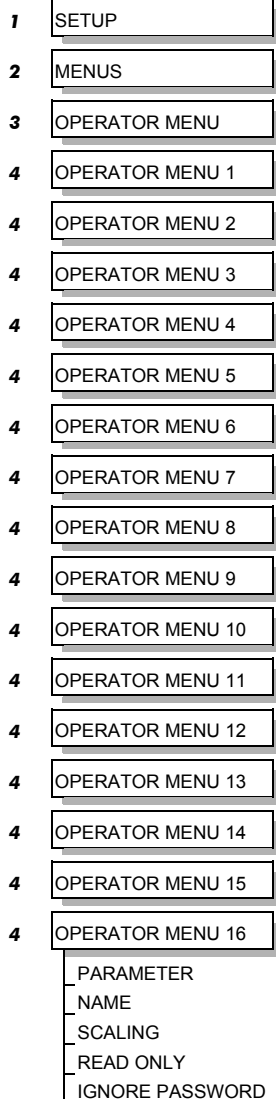 1 SETUP
2 MENUS
3 OPERATOR MENU
4 OPERATOR MENU 1
4 OPERATOR MENU 2
4 OPERATOR MENU 3
4 OPERATOR MENU 4
4 OPERATOR MENU 5
4 OPERATOR MENU 6
4 OPERATOR MENU 7
4 OPERATOR MENU 8
4 OPERATOR MENU 9
4 OPERATOR MENU 10
4 OPERATOR MENU 11
4 OPERATOR MENU 12
4 OPERATOR MENU 13
4 OPERATOR MENU 14
4 OPERATOR MENU 15
4 OPERATOR MENU 16
PARAMETER
NAME
SCALING
READ ONLY
IGNORE PASSWORD